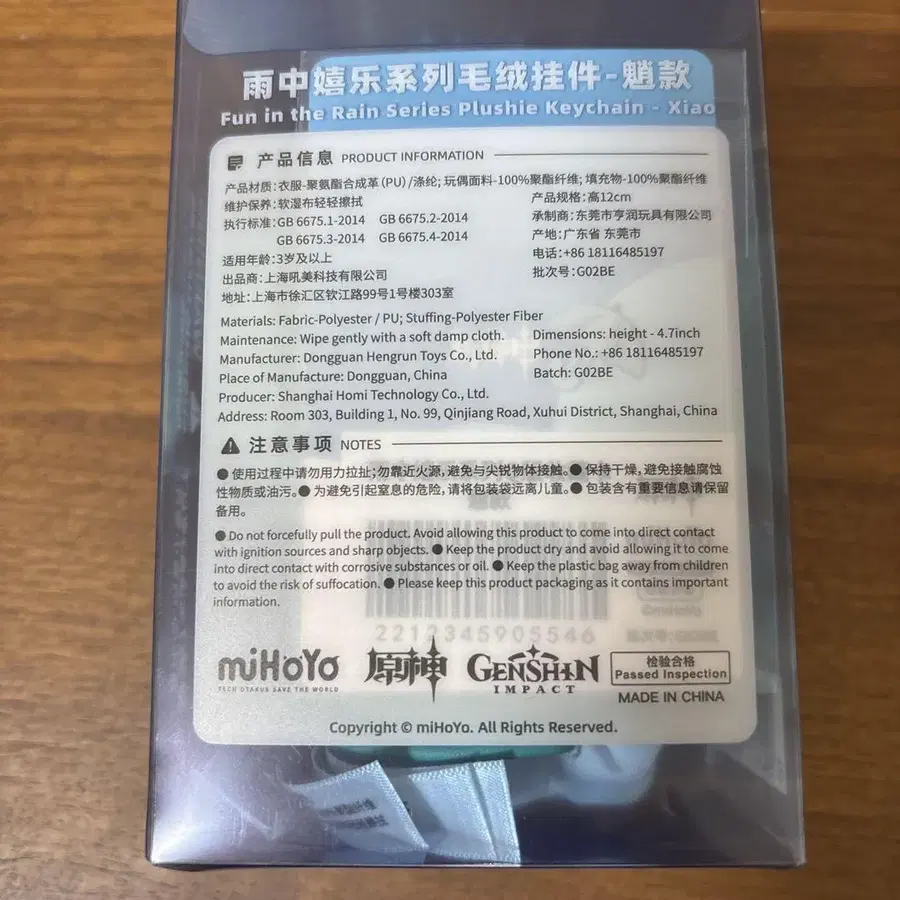 雨中嬉乐系列毛绒挂件-魈款
Fun in the Rain Series Plushie Keychain - Xiao
产品信息 PRODUCT INFORMATION
产品材质:衣服-聚氨酯合成革(PU)/涤纶; 玩偶面料-100%聚酯纤维; 填充物-100%聚酯纤维
维护保养: 软湿布轻轻擦拭
产品规格:高12cm
执行标准:GB 6675.1-2014 GB 6675.2-2014
承制商:东莞市亨润玩具有限公司
GB 6675.3-2014 GB 6675.4-2014
产地:广东省 东莞市
适用年龄:3岁及以上
电话:+86 18116485197
出品商:上海吼美科技有限公司
批次号:G02BE
地址:上海市徐汇区钦江路99号1号楼303室
Materials: Fabric-Polyester / PU; Stuffing-Polyester Fiber
Maintenance: Wipe gently with a soft damp cloth.
Dimensions: height - 4.7inch
Manufacturer: Dongguan Hengrun Toys Co., Ltd.
Phone No.: +86 18116485197
Place of Manufacture: Dongguan, China
Batch: G02BE
Producer: Shanghai Homi Technology Co., Ltd.
Address: Room 303, Building 1, No. 99, Qinjiang Road, Xuhui District, Shanghai, China
注意事项 NOTES
● 使用过程中请勿用力拉扯; 勿靠近火源, 避免与尖锐物体接触。● 保持干燥, 避免接触腐蚀
性物质或油污。● 为避免引起窒息的危险, 请将包装袋远离儿童。● 包装含有重要信息请保留
备用。
● Do not forcefully pull the product. Avoid allowing this product to come into direct contact
with ignition sources and sharp objects. ● Keep the product dry and avoid allowing it to come
into direct contact with corrosive substances or oil. ● Keep the plastic bag away from children
to avoid the risk of suffocation. ● Please keep this product packaging as it contains important
information.
2212345905546
miHoYo
TECH OTAKUS SAVE THE WORLD
原神
GENSHIN
IMPACT
检验合格
Passed Inspection
MADE IN CHINA
Copyright © miHoYo. All Rights Reserved.